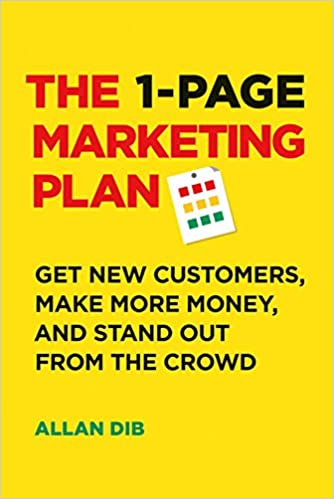 THE 1-PAGE
MARKETING
PLAN
GET NEW CUSTOMERS,
MAKE MORE MONEY,
AND STAND OUT
FROM THE CROWD
ALLAN DIB